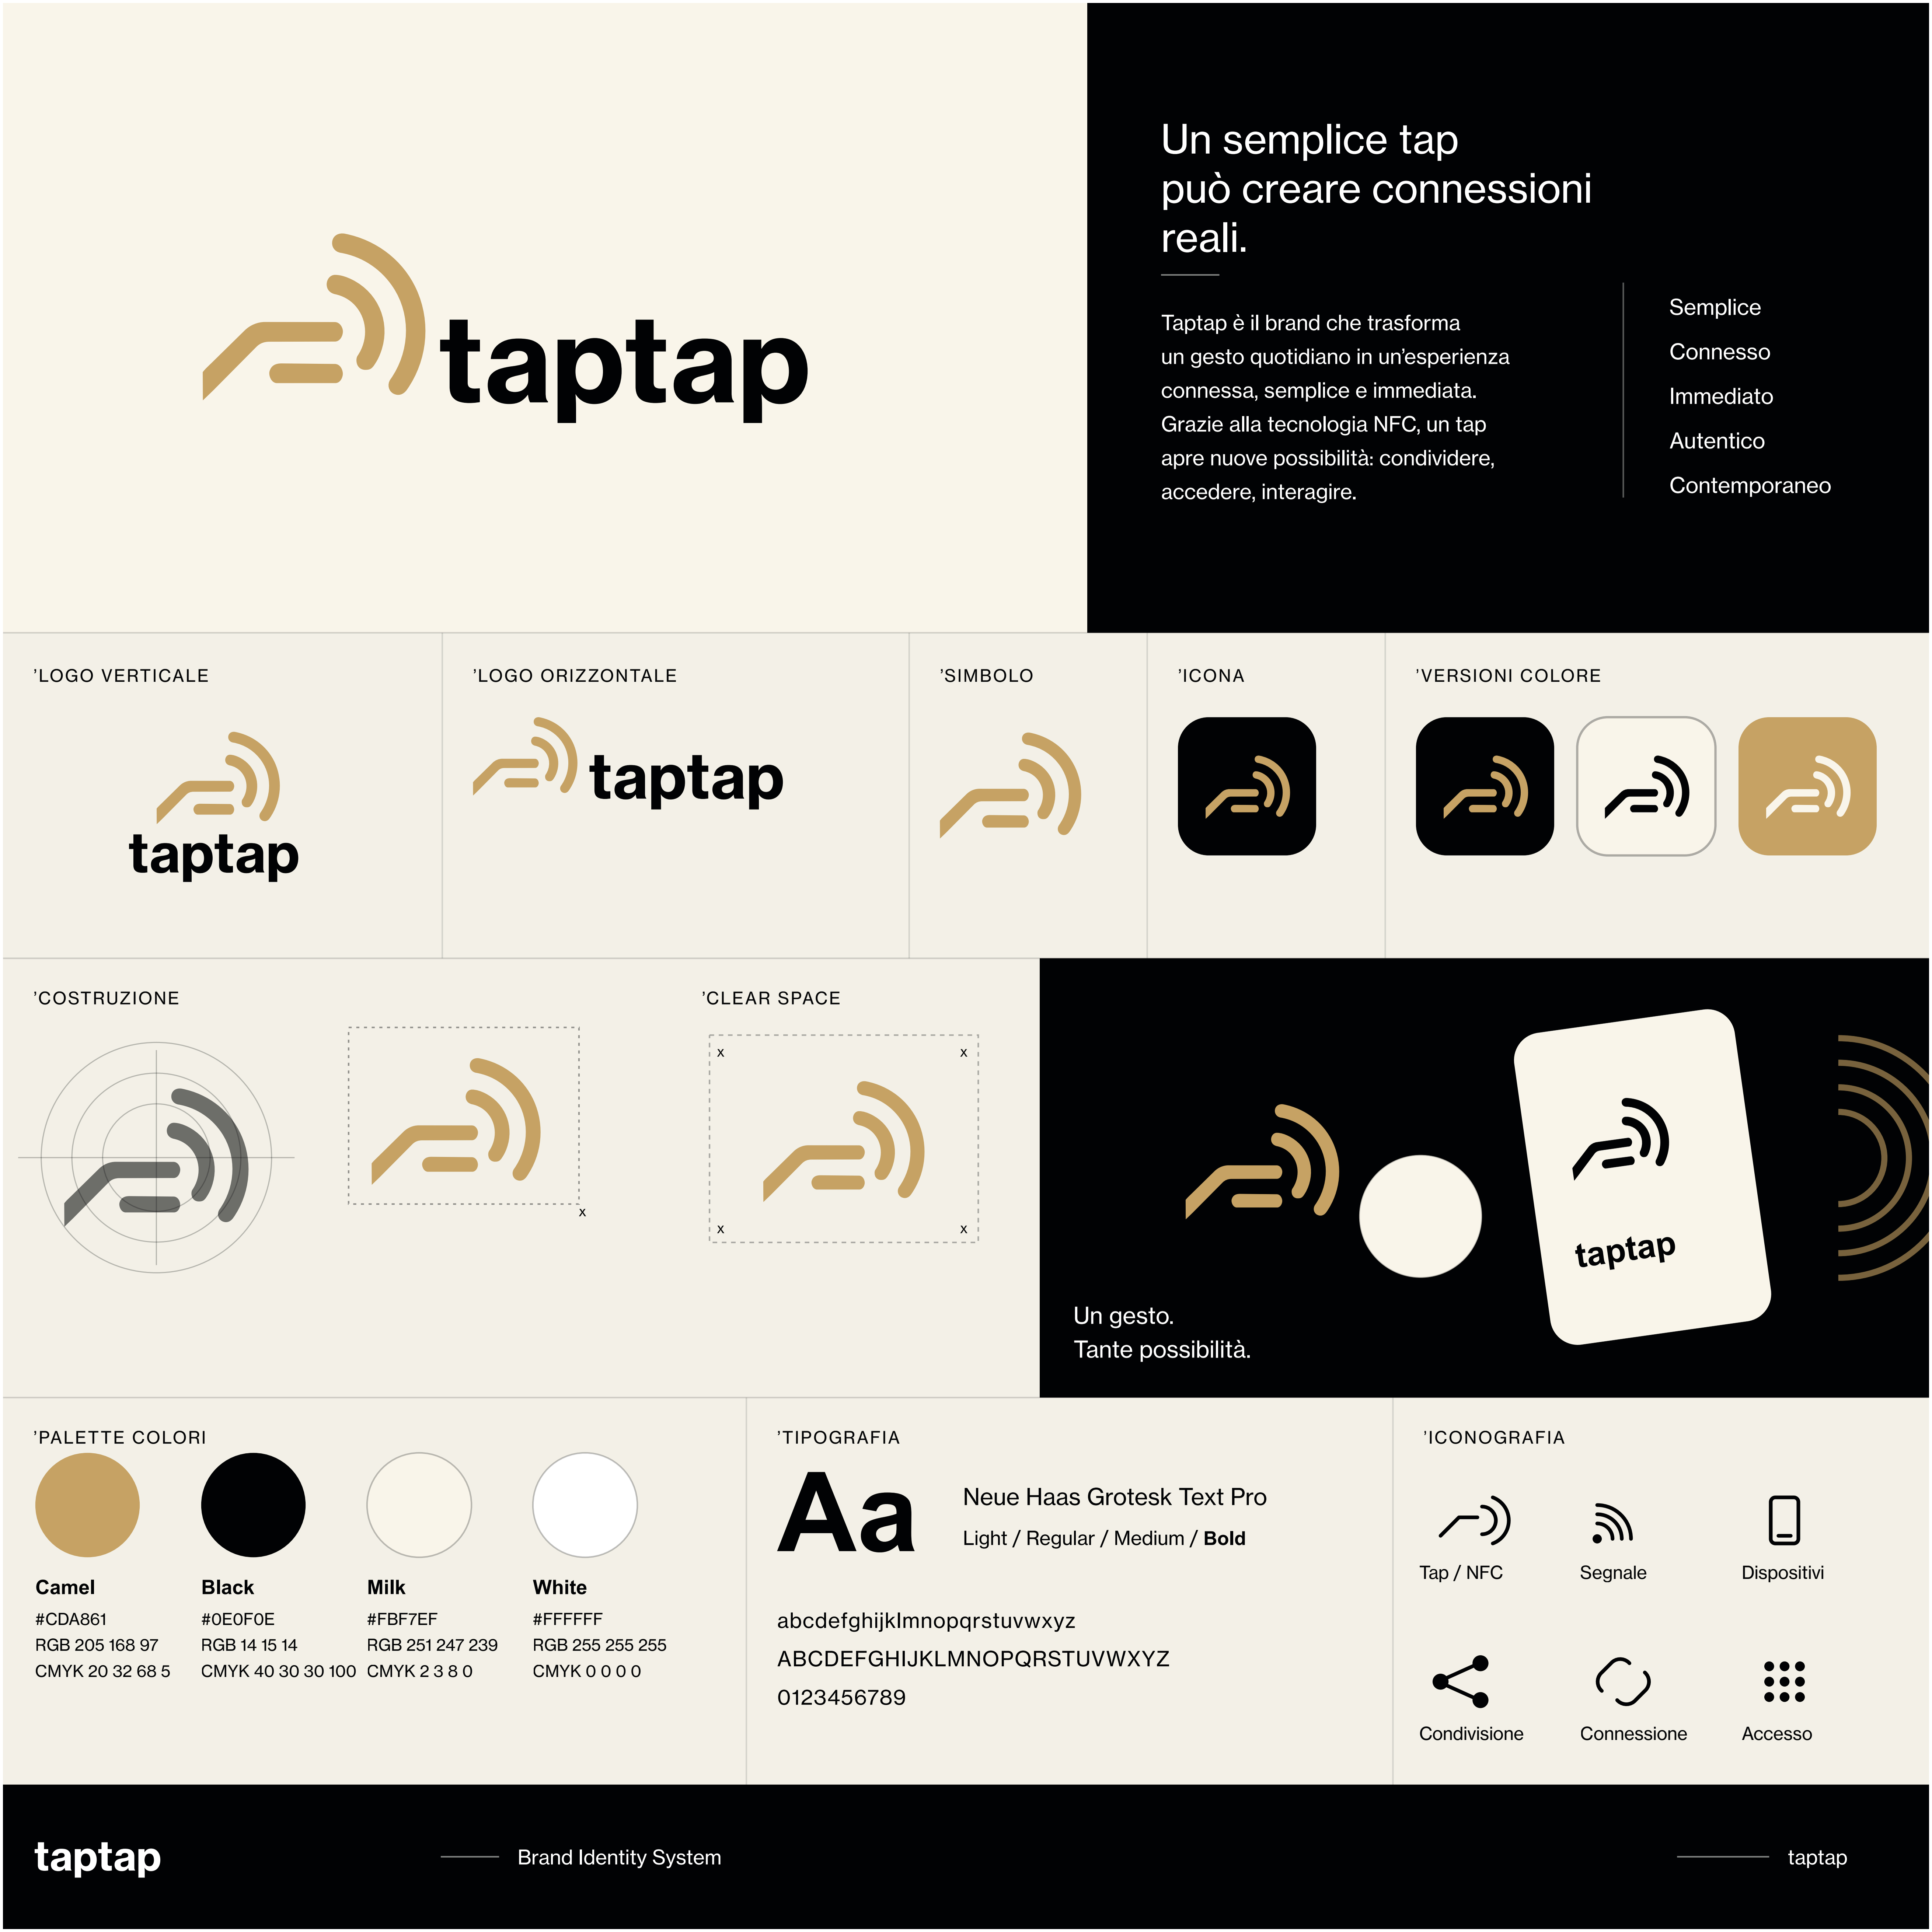 taptap
Un semplice tap
può creare connessioni
reali.
Taptap è il brand che trasforma
un gesto quotidiano in un’esperienza
connessa, semplice e immediata.
Grazie alla tecnologia NFC, un tap
apre nuove possibilità: condividere,
accedere, interagire.
Semplice
Connesso
Immediato
Autentico
Contemporaneo
’LOGO VERTICALE
taptap
’LOGO ORIZZONTALE
taptap
’SIMBOLO
’ICONA
’VERSIONI COLORE
’COSTRUZIONE
x
’CLEAR SPACE
x x
x x
taptap
Un gesto.
Tante possibilità.
’PALETTE COLORI
Camel
#CDA861
RGB 205 168 97
CMYK 20 32 68 5
Black
#0E0F0E
RGB 14 15 14
CMYK 40 30 30 100
Milk
#FBF7EF
RGB 251 247 239
CMYK 2 3 8 0
White
#FFFFFF
RGB 255 255 255
CMYK 0 0 0 0
’TIPOGRAFIA
Aa
Neue Haas Grotesk Text Pro
Light / Regular / Medium / Bold
abcdefghijklmnopqrstuvwxyz
ABCDEFGHIJKLMNOPQRSTUVWXYZ
0123456789
’ICONOGRAFIA
Tap / NFC
Segnale
Dispositivi
Condivisione
Connessione
Accesso
taptap
Brand Identity System
taptap